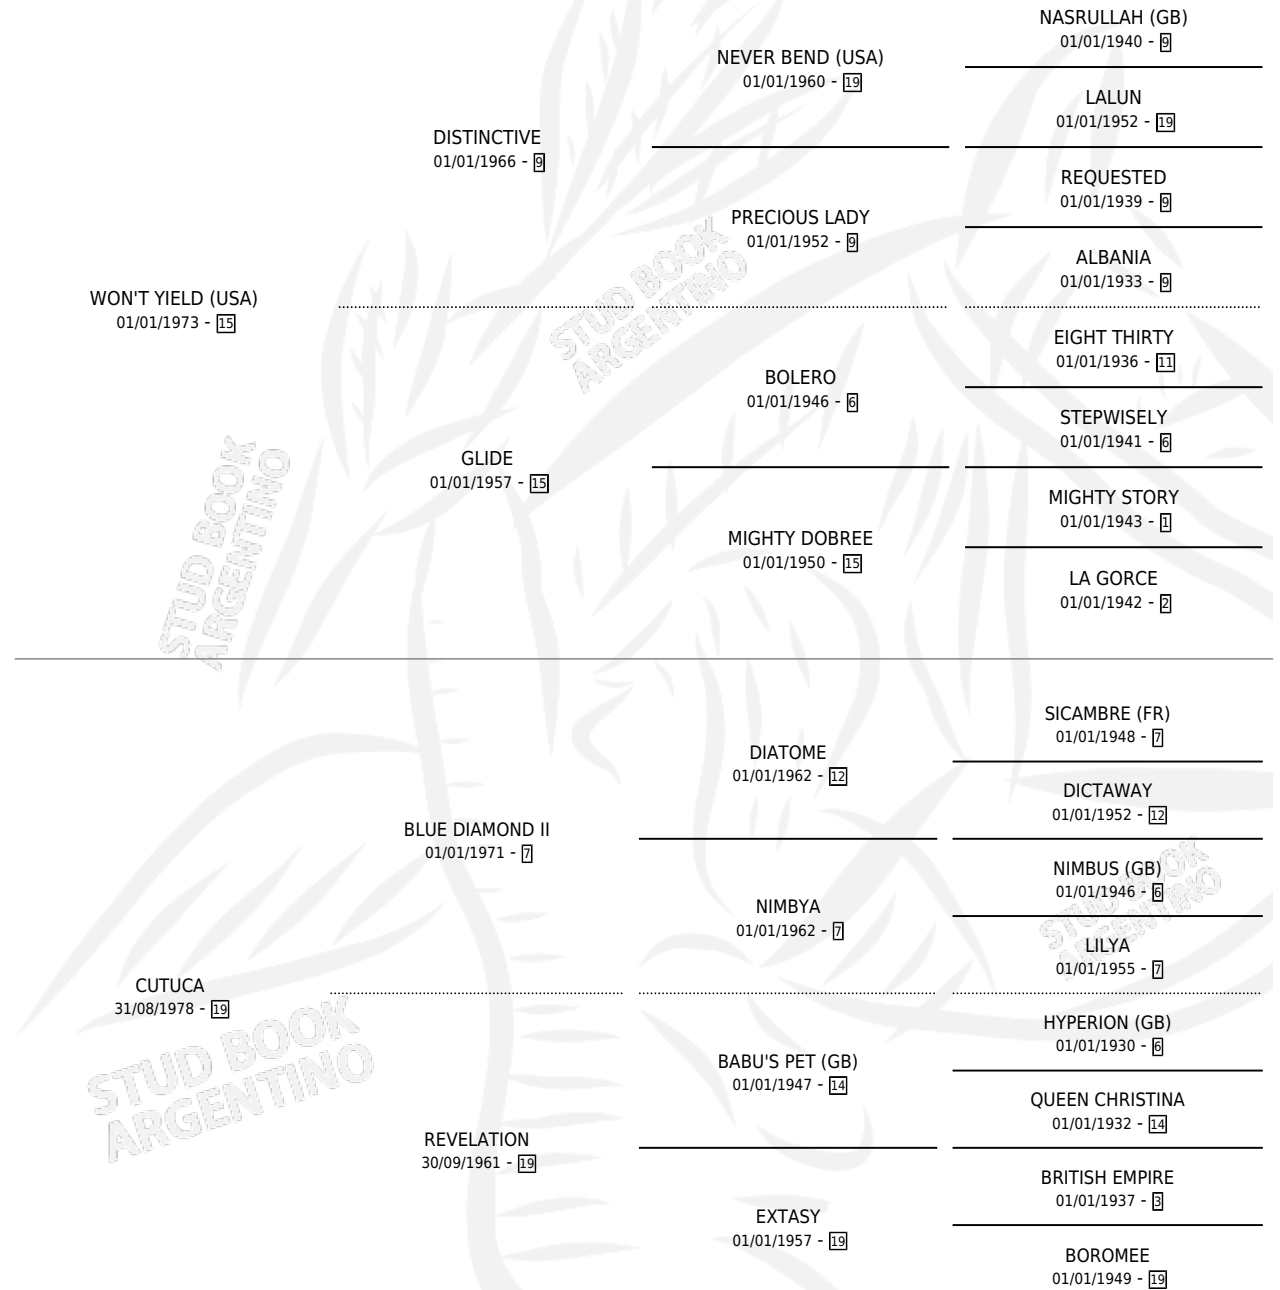 NASRULLAH (GB)
01/01/1940 - 9
NEVER BEND (USA)
01/01/1960 - 19
LALUN
01/01/1952 - 19
DISTINCTIVE
01/01/1966 - 9
REQUESTED
01/01/1939 - 9
PRECIOUS LADY
01/01/1952 - 9
ALBANIA
01/01/1933 - 9
WON'T YIELD (USA)
01/01/1973 - 15
EIGHT THIRTY
01/01/1936 - 11
BOLERO
01/01/1946 - 6
STEPWISELY
01/01/1941 - 6
GLIDE
01/01/1957 - 15
MIGHTY STORY
01/01/1943 - 1
MIGHTY DOBREE
01/01/1950 - 15
LA GORCE
01/01/1942 - 2
SICAMBRE (FR)
01/01/1948 - 7
DIATOME
01/01/1962 - 12
DICTAWAY
01/01/1952 - 12
BLUE DIAMOND II
01/01/1971 - 7
NIMBUS (GB)
01/01/1946 - 6
NIMBYA
01/01/1962 - 7
LILYA
01/01/1955 - 7
CUTUCA
31/08/1978 - 19
HYPERION (GB)
01/01/1930 - 6
BABU'S PET (GB)
01/01/1947 - 14
QUEEN CHRISTINA
01/01/1932 - 14
REVELATION
30/09/1961 - 19
BRITISH EMPIRE
01/01/1937 - 3
EXTASY
01/01/1957 - 19
BOROMEE
01/01/1949 - 19
STUD BOOK
ARGENTINO
STUD BOOK
ARGENTINO
STUD BOOK
ARGENTINO
STUD BOOK
ARGENTINO